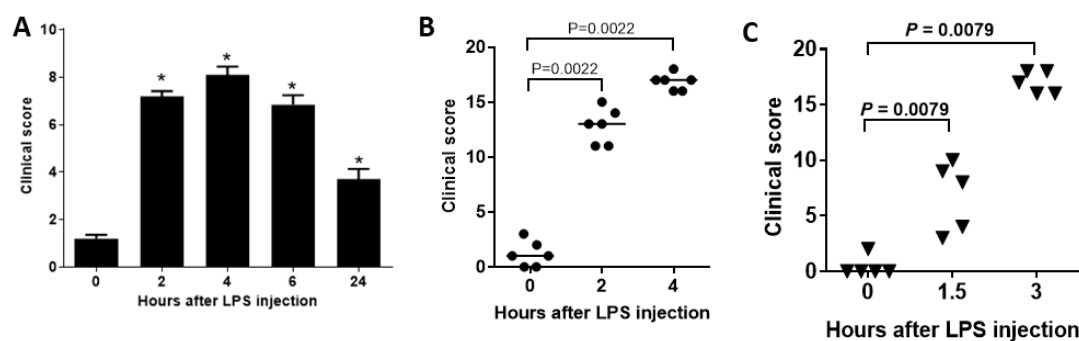 A
Clinical score
10
8
6
4
2
0
*
*
*
*
0 2 4 6 24
Hours after LPS injection
B
Clinical score
P=0.0022
P=0.0022
20
15
10
5
0
0 2 4
Hours after LPS injection
C
Clinical score
P = 0.0079
P = 0.0079
20
15
10
5
0
0 1.5 3
Hours after LPS injection